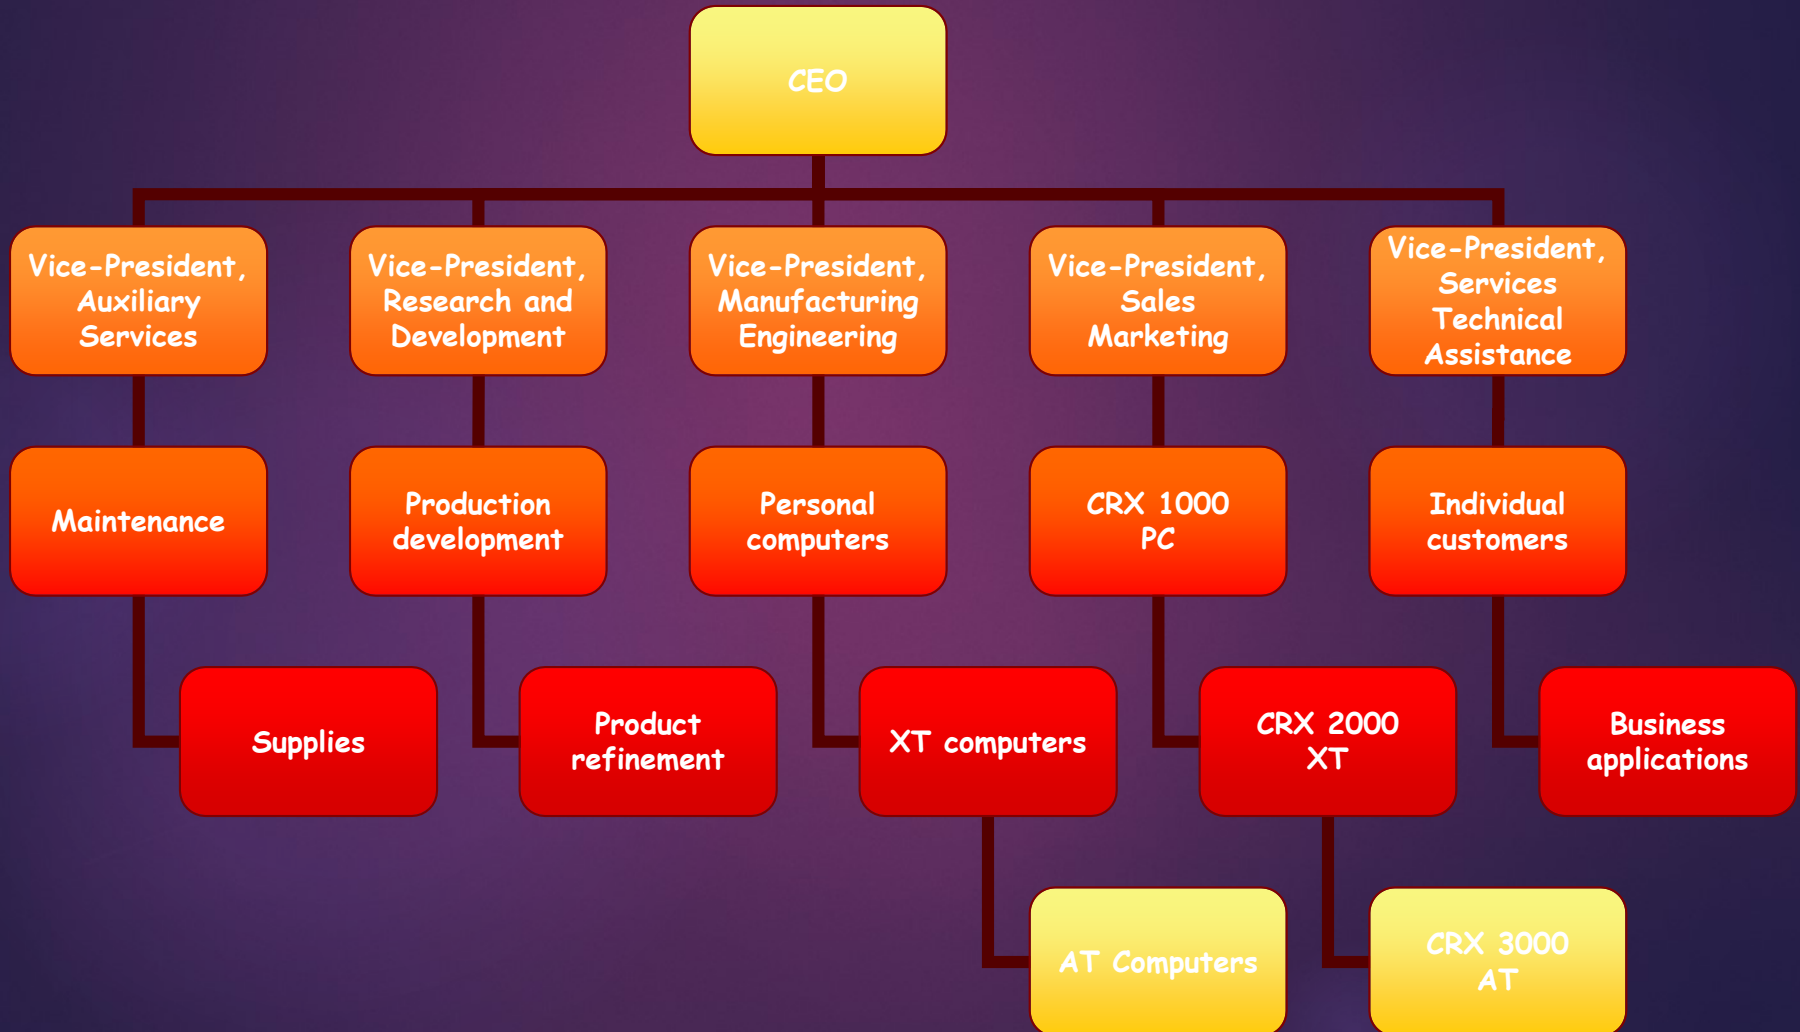 CEO
Vice-President,
Auxiliary
Services
Vice-President,
Research and
Development
Vice-President,
Manufacturing
Engineering
Vice-President,
Sales
Marketing
Vice-President,
Services
Technical
Assistance
Maintenance
Production
development
Personal
computers
CRX 1000
PC
Individual
customers
Supplies
Product
refinement
XT computers
CRX 2000
XT
Business
applications
AT Computers
CRX 3000
AT